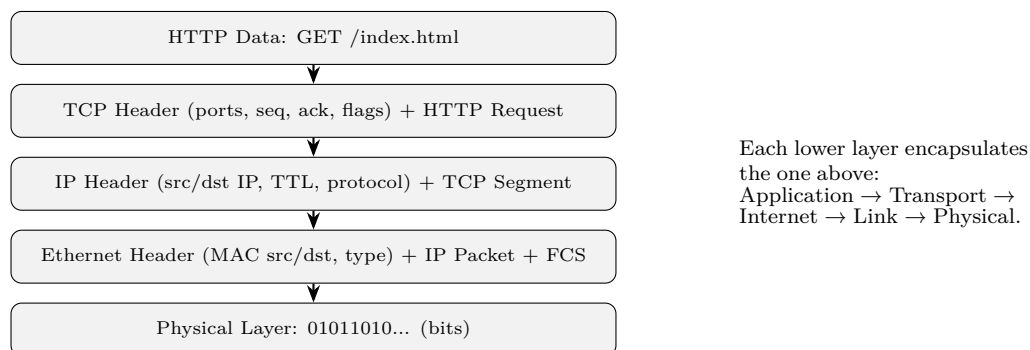 HTTP Data: GET /index.html
TCP Header (ports, seq, ack, flags) + HTTP Request
IP Header (src/dst IP, TTL, protocol) + TCP Segment
Ethernet Header (MAC src/dst, type) + IP Packet + FCS
Physical Layer: 01011010... (bits)
Each lower layer encapsulates
the one above:
Application → Transport →
Internet → Link → Physical.